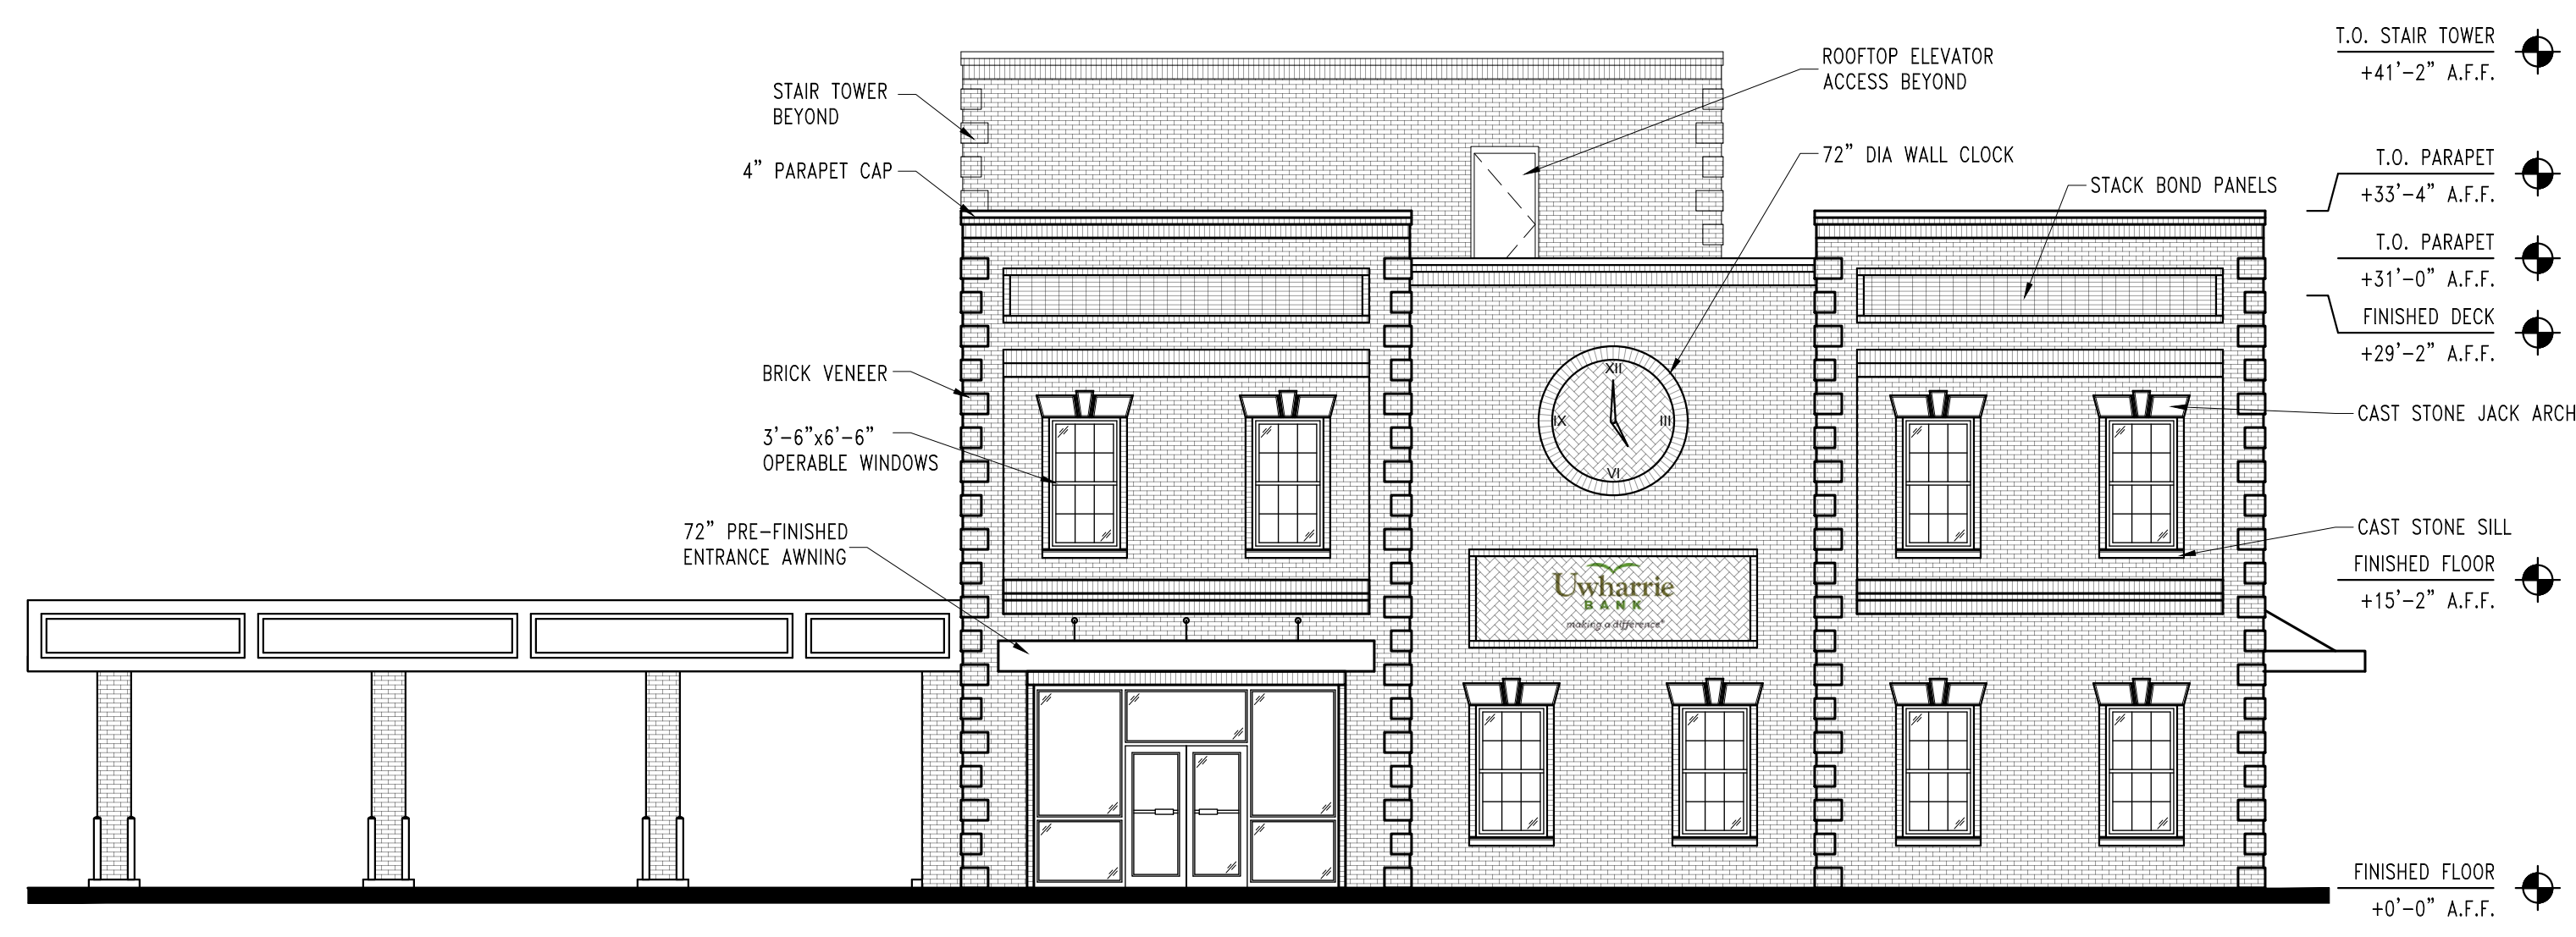 STAIR TOWER
BEYOND
4” PARAPET CAP
BRICK VENEER
3’-6”x6’-6”
OPERABLE WINDOWS
72” PRE-FINISHED
ENTRANCE AWNING
ROOFTOP ELEVATOR
ACCESS BEYOND
72” DIA WALL CLOCK
STACK BOND PANELS
XII
IX
III
VI
Uwharrie
BANK
making a difference®
T.O. STAIR TOWER
+41’-2” A.F.F.
T.O. PARAPET
+33’-4” A.F.F.
T.O. PARAPET
+31’-0” A.F.F.
FINISHED DECK
+29’-2” A.F.F.
CAST STONE JACK ARCH
CAST STONE SILL
FINISHED FLOOR
+15’-2” A.F.F.
FINISHED FLOOR
+0’-0” A.F.F.